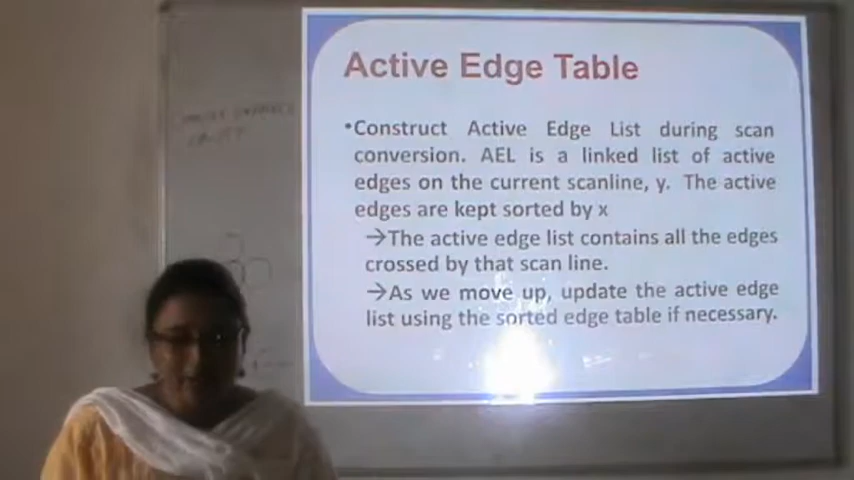 Active Edge Table
•Construct Active Edge List during scan
conversion. AEL is a linked list of active
edges on the current scanline, y. The active
edges are kept sorted by x
→The active edge list contains all the edges
crossed by that scan line.
→As we move up, update the active edge
list using the sorted edge table if necessary.